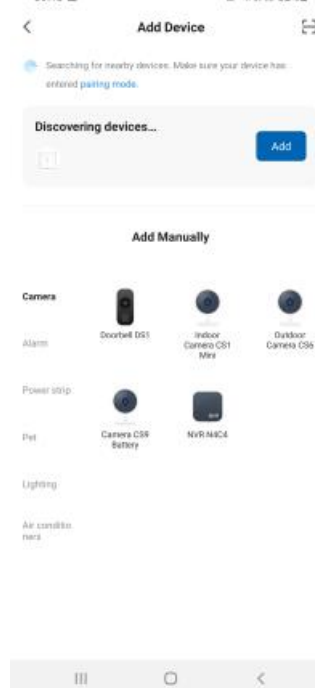 Add Device
Searching for nearby devices. Make sure your device has
entered pairing mode.
Discovering devices...
Add
Add Manually
Camera
Doorbell DS1
Indoor
Camera CS1
Mini
Outdoor
Camera CS6
Alarm
Power strip
Camera CS9
Battery
NVR N4C4
Pet
Lighting
Air conditio
ners